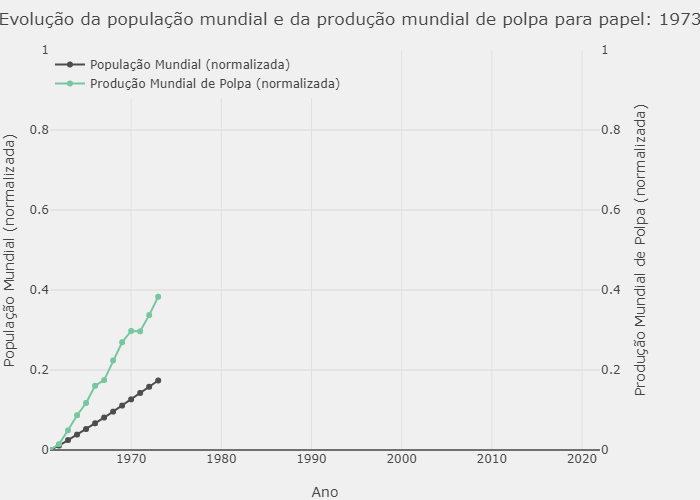 Evolução da população mundial e da produção mundial de polpa para papel: 1973
População Mundial (normalizada)
Produção Mundial de Polpa (normalizada)
1
0.8
0.6
0.4
0.2
0
População Mundial (normalizada)
1
0.8
0.6
0.4
0.2
0
Produção Mundial de Polpa (normalizada)
1970 1980 1990 2000 2010 2020
Ano